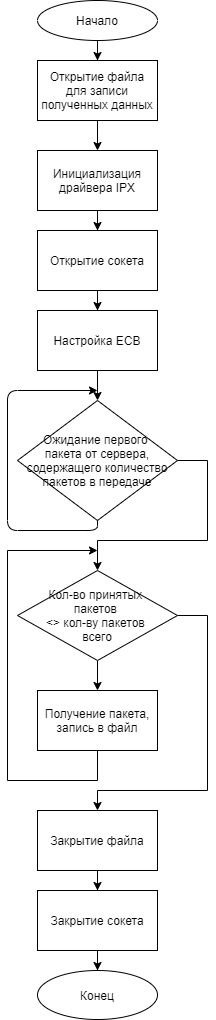 Начало
Открытие файла
для записи
полученных данных
Инициализация
драйвера IPX
Открытие сокета
Настройка ECB
Ожидание первого
пакета от сервера,
содержащего количество
пакетов в передаче
Кол-во принятых
пакетов
<> кол-ву пакетов
всего
Получение пакета,
запись в файл
Закрытие файла
Закрытие сокета
Конец